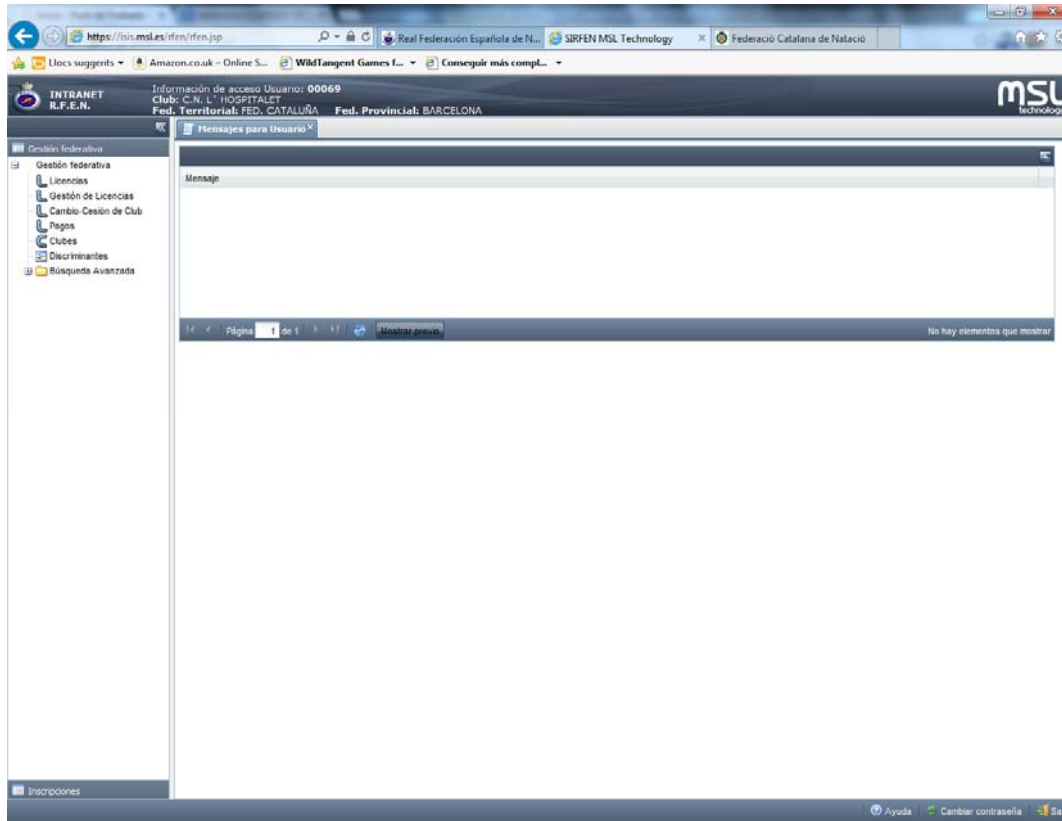 https://isis.msl.es/rfen/rfen.jsp
Real Federación Española de N...
SIRFEN MSL Technology
Federació Catalana de Natació
Llocs suggerits
Amazon.co.uk - Online S...
WildTangent Games f...
Conseguir más compl...
INTRANET
R.F.E.N.
Información de acceso Usuario: 00069
Club: C.N. L' HOSPITALET
Fed. Territorial: FED. CATALUÑA Fed. Provincial: BARCELONA
MSL
technology
Mensajes para Usuario
Gestión federativa
Gestión federativa
Licencias
Gestión de Licencias
Cambio-Cesión de Club
Pagos
Clubes
Discriminantes
Búsqueda Avanzada
Mensaje
Página 1 de 1
Mostrar previo
No hay elementos que mostrar
Inscripciones
Ayuda
Cambiar contraseña
Sa